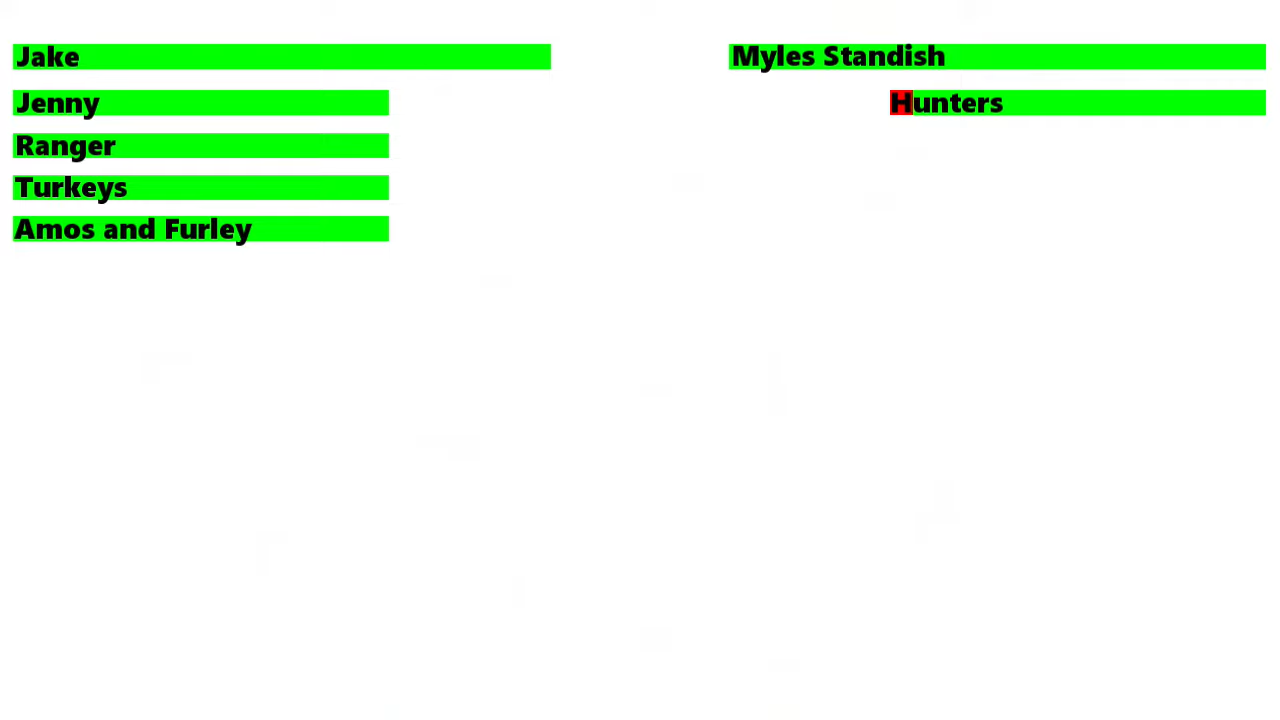 Jake
Myles Standish
Jenny
Hunters
Ranger
Turkeys
Amos and Furley